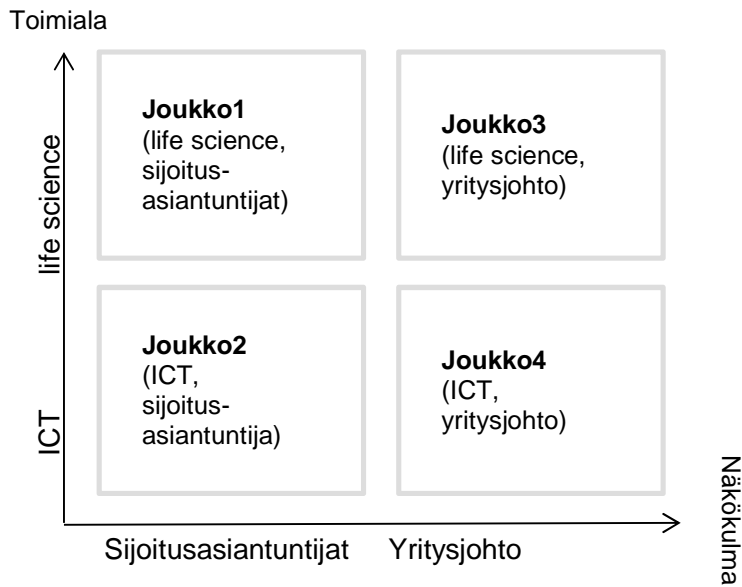 Toimiala
life science
ICT
Joukko1
(life science,
sijoitus-
asiantuntijat)
Joukko3
(life science,
yritysjohto)
Joukko2
(ICT,
sijoitus-
asiantuntija)
Joukko4
(ICT,
yritysjohto)
Sijoitusasiantuntijat
Yritysjohto
Näkökulma